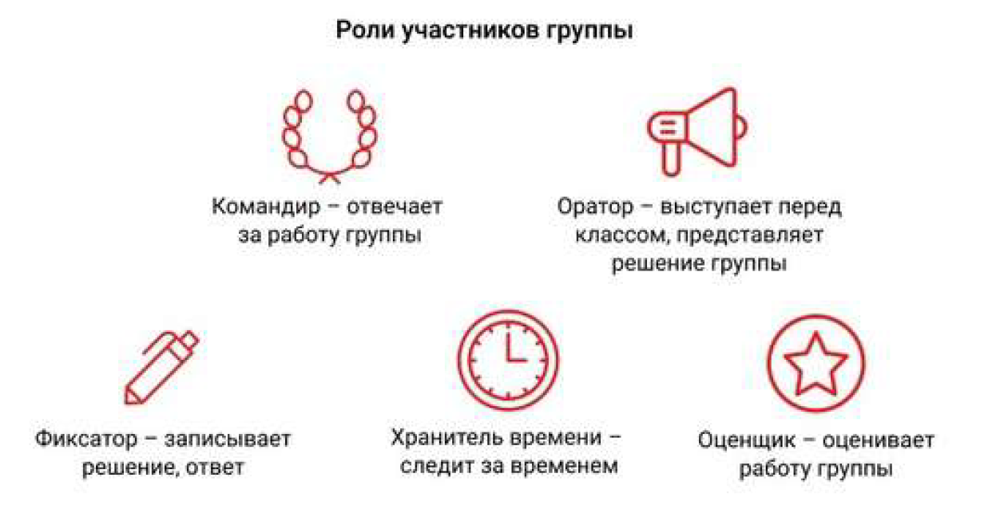 Роли участников группы
Командир – отвечает
за работу группы
Оратор – выступает перед
классом, представляет
решение группы
Фиксатор – записывает
решение, ответ
Хранитель времени –
следит за временем
Оценщик – оценивает
работу группы